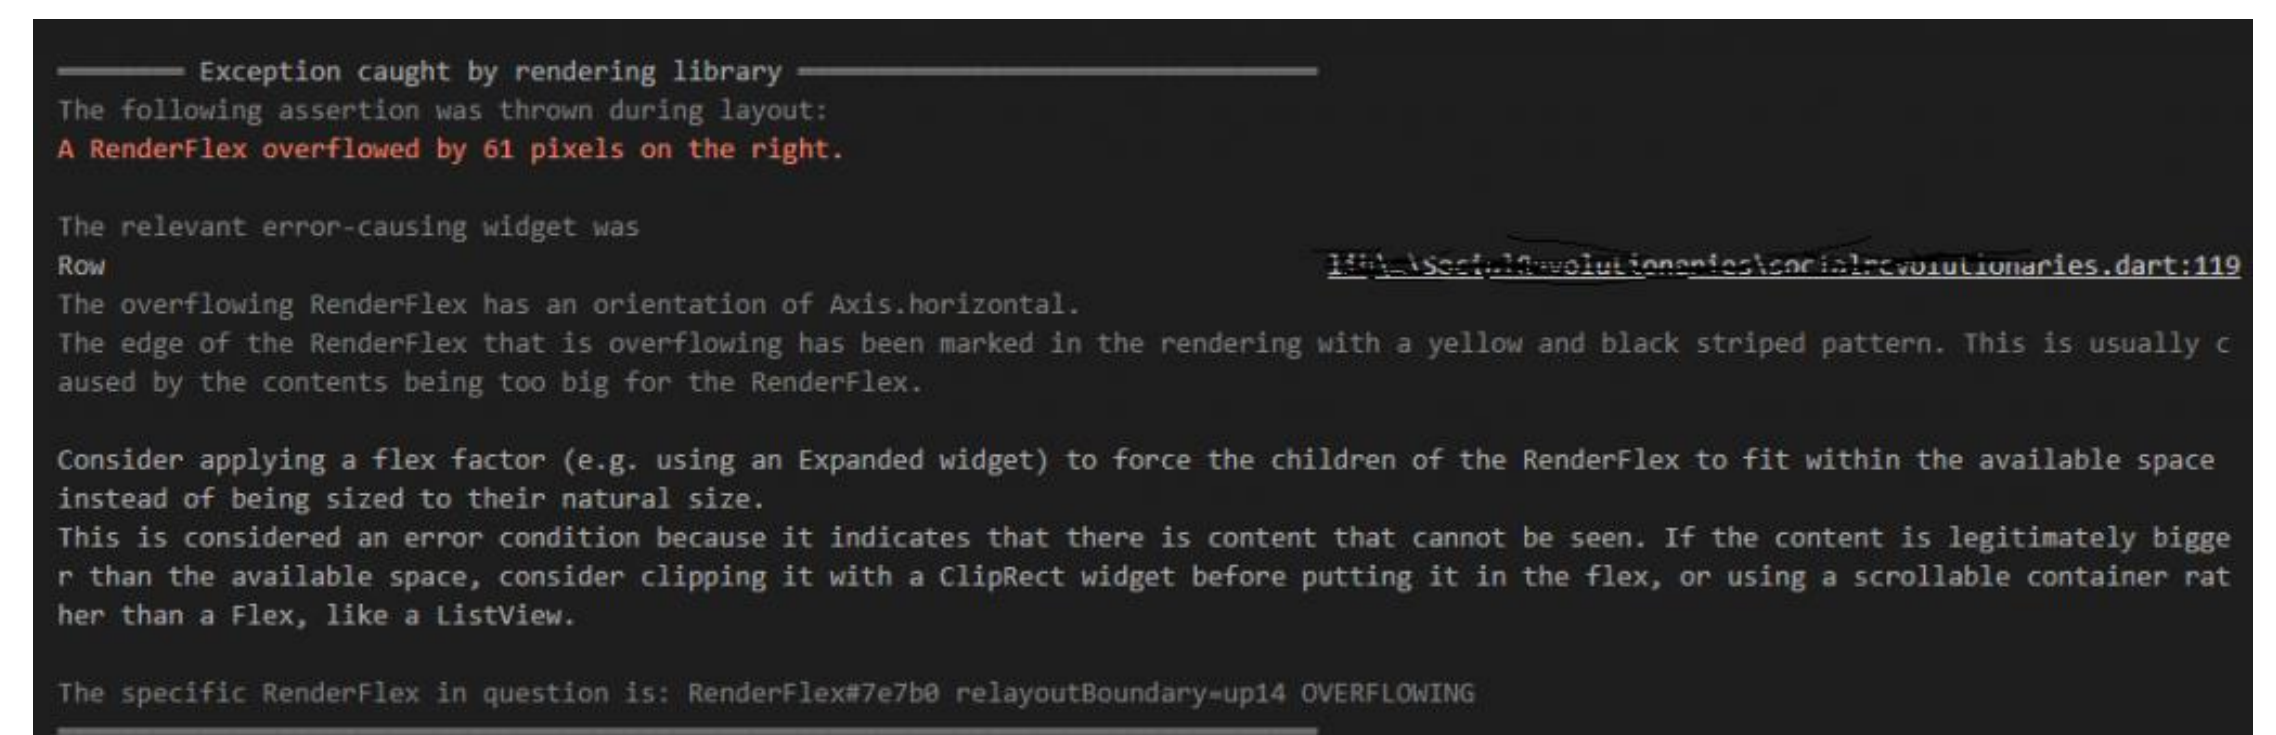 Exception caught by rendering library
The following assertion was thrown during layout:
A RenderFlex overflowed by 61 pixels on the right.
The relevant error-causing widget was
Row
The overflowing RenderFlex has an orientation of Axis.horizontal.
The edge of the RenderFlex that is overflowing has been marked in the rendering with a yellow and black striped pattern. This is usually c
aused by the contents being too big for the RenderFlex.
Consider applying a flex factor (e.g. using an Expanded widget) to force the children of the RenderFlex to fit within the available space
instead of being sized to their natural size.
This is considered an error condition because it indicates that there is content that cannot be seen. If the content is legitimately bigge
r than the available space, consider clipping it with a ClipRect widget before putting it in the flex, or using a scrollable container rat
her than a Flex, like a ListView.
The specific RenderFlex in question is: RenderFlex#7e7b0 relayoutBoundary=up14 OVERFLOWING